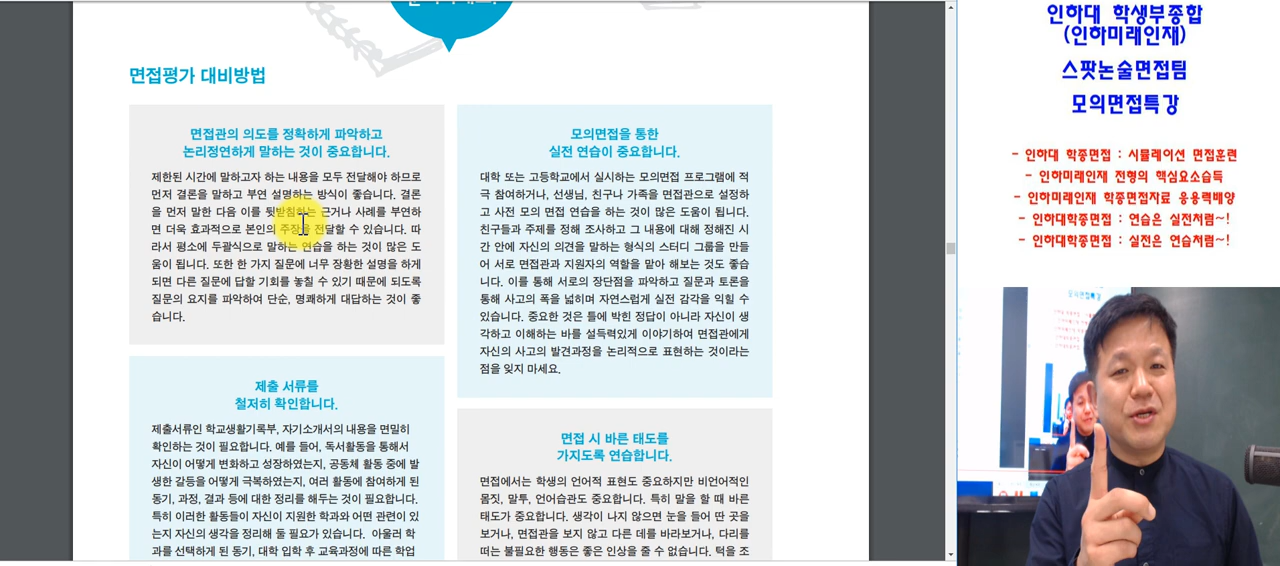 면접평가 대비방법
면접관의 의도를 정확하게 파악하고
논리정연하게 말하는 것이 중요합니다.
제한된 시간에 말하고자 하는 내용을 모두 전달해야 하므로
먼저 결론을 말하고 부연 설명하는 방식이 좋습니다. 결론
을 먼저 말한 다음 이를 뒷받침하는 근거나 사례를 부연하
면 더욱 효과적으로 본인의 주장을 전달할 수 있습니다. 따
라서 평소에 두괄식으로 말하는 연습을 하는 것이 많은 도
움이 됩니다. 또한 한 가지 질문에 너무 장황한 설명을 하게
되면 다른 질문에 답할 기회를 놓칠 수 있기 때문에 되도록
질문의 요지를 파악하여 단순, 명쾌하게 대답하는 것이 좋
습니다.
제출 서류를
철저히 확인합니다.
제출서류인 학교생활기록부, 자기소개서의 내용을 면밀히
확인하는 것이 필요합니다. 예를 들어, 독서활동을 통해서
자신이 어떻게 변화하고 성장하였는지, 공동체 활동 중에 발
생한 갈등을 어떻게 극복하였는지, 여러 활동에 참여하게 된
동기, 과정, 결과 등에 대한 정리를 해두는 것이 필요합니다.
특히 이러한 활동들이 자신이 지원한 학과와 어떤 관련이 있
는지 자신의 생각을 정리해 둘 필요가 있습니다. 아울러 학
과를 선택하게 된 동기, 대학 입학 후 교육과정에 따른 학업
모의면접을 통한
실전 연습이 중요합니다.
대학 또는 고등학교에서 실시하는 모의면접 프로그램에 적
극 참여하거나, 선생님, 친구나 가족을 면접관으로 설정하
고 사전 모의 면접 연습을 하는 것이 많은 도움이 됩니다.
친구들과 주제를 정해 조사하고 그 내용에 대해 정해진 시
간 안에 자신의 의견을 말하는 형식의 스터디 그룹을 만들
어 서로 면접관과 지원자의 역할을 맡아 해보는 것도 좋습
니다. 이를 통해 서로의 장단점을 파악하고 질문과 토론을
통해 사고의 폭을 넓히며 자연스럽게 실전 감각을 익힐 수
있습니다. 중요한 것은 틀에 박힌 정답이 아니라 자신이 생
각하고 이해하는 바를 설득력있게 이야기하여 면접관에게
자신의 사고의 발견과정을 논리적으로 표현하는 것이라는
점을 잊지 마세요.
면접 시 바른 태도를
가지도록 연습합니다.
면접에서는 학생의 언어적 표현도 중요하지만 비언어적인
몸짓, 말투, 언어습관도 중요합니다. 특히 말을 할 때 바른
태도가 중요합니다. 생각이 나지 않으면 눈을 들어 딴 곳을
보거나, 면접관을 보지 않고 다른 데를 바라보거나, 다리를
떠는 불필요한 행동은 좋은 인상을 줄 수 없습니다. 턱을 조
인하대 학생부종합
(인하미래인재)
스팟논술면접팀
모의면접특강
- 인하대 학종면접 : 시뮬레이션 면접훈련
- 인하미래인재 전형의 핵심요소습득
- 인하미래인재 학종면접자료 응용력배양
- 인하대학종면접 : 연습은 실전처럼~!
- 인하대학종면접 : 실전은 연습처럼~!
모의면접특강